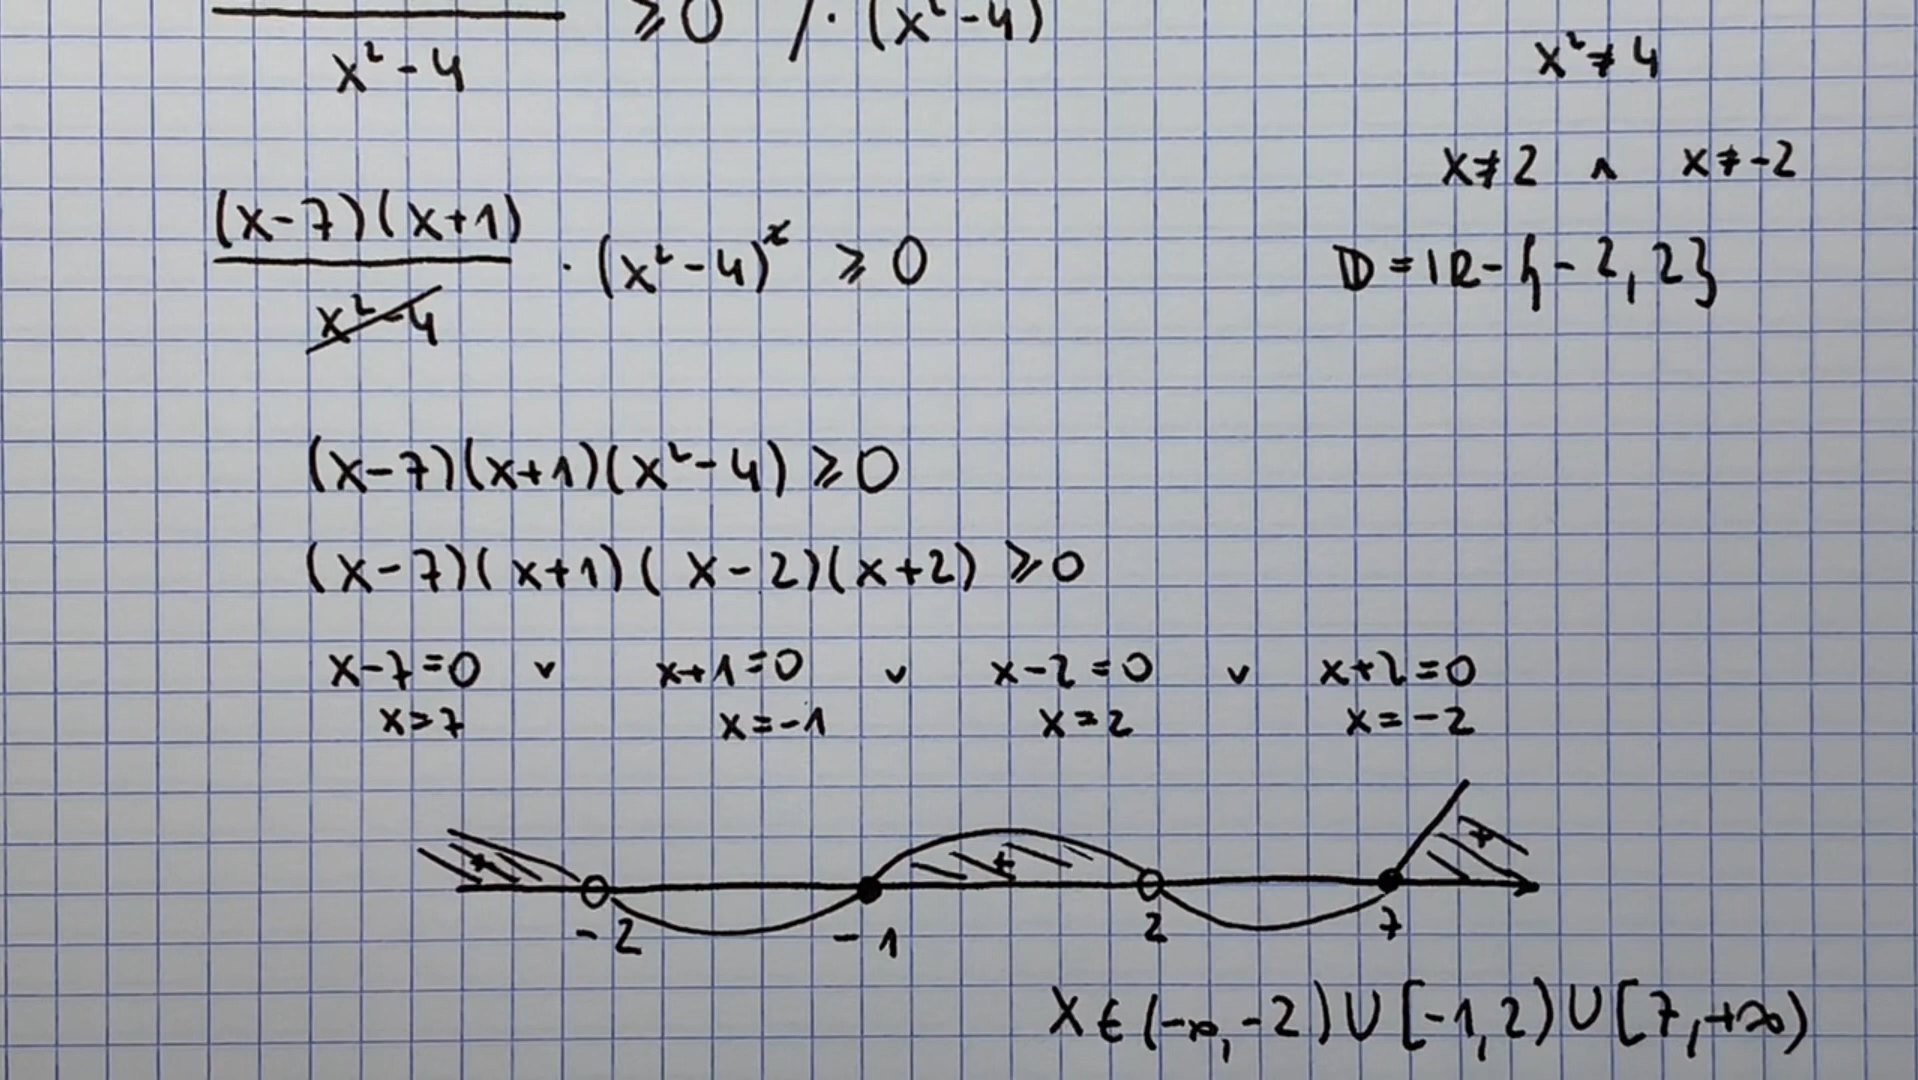 ≥0 /·(x²-4)
x²-4
x²≠4
x≠2 ∧ x≠-2
(x-7)(x+1)
x²-4
·(x²-4)² ≥0
D=ℝ-{-2,2}
(x-7)(x+1)(x²-4)≥0
(x-7)(x+1)(x-2)(x+2)≥0
x-7=0 ∨ x+1=0 ∨ x-2=0 ∨ x+2=0
x=7 x=-1 x=2 x=-2
+ + +
-2 -1 2 7
x∈(-∞,-2)∪[-1,2)∪[7,+∞)